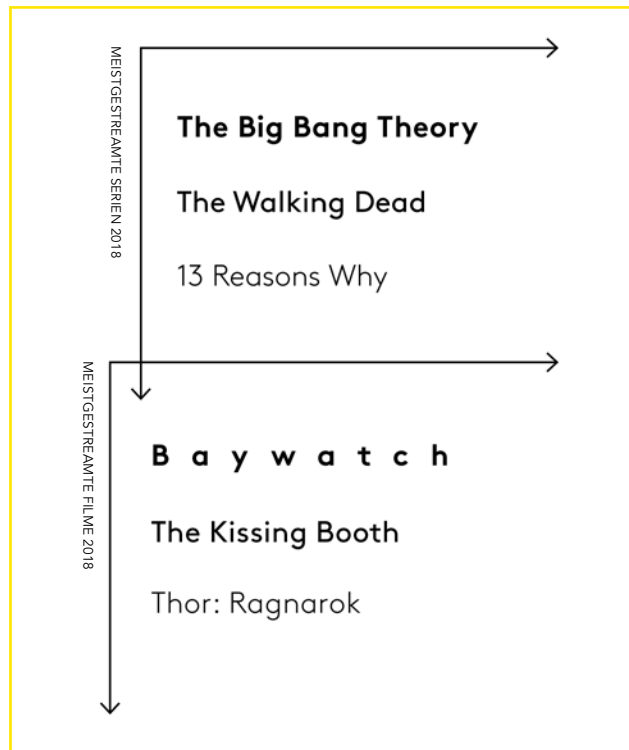 MEISTGESTREAMTE SERIEN 2018
The Big Bang Theory
The Walking Dead
13 Reasons Why
MEISTGESTREAMTE FILME 2018
Baywatch
The Kissing Booth
Thor: Ragnarok